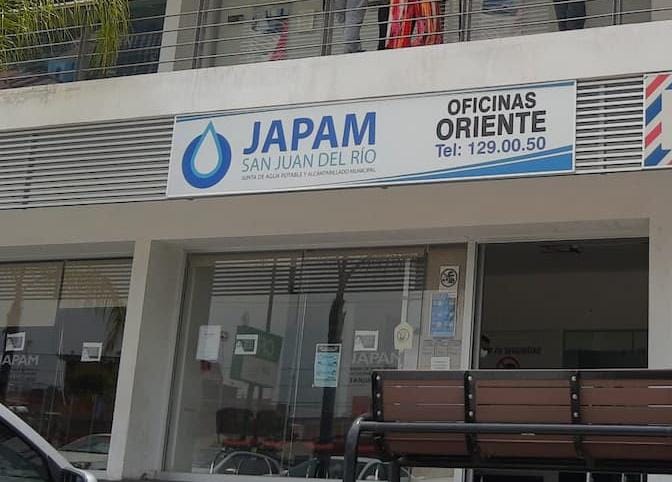 JAPAM
SAN JUAN DEL RÍO
JUNTA DE AGUA POTABLE Y ALCANTARILLADO MUNICIPAL
OFICINAS
ORIENTE
Tel: 129.00.50
JAPAM
JAPAM